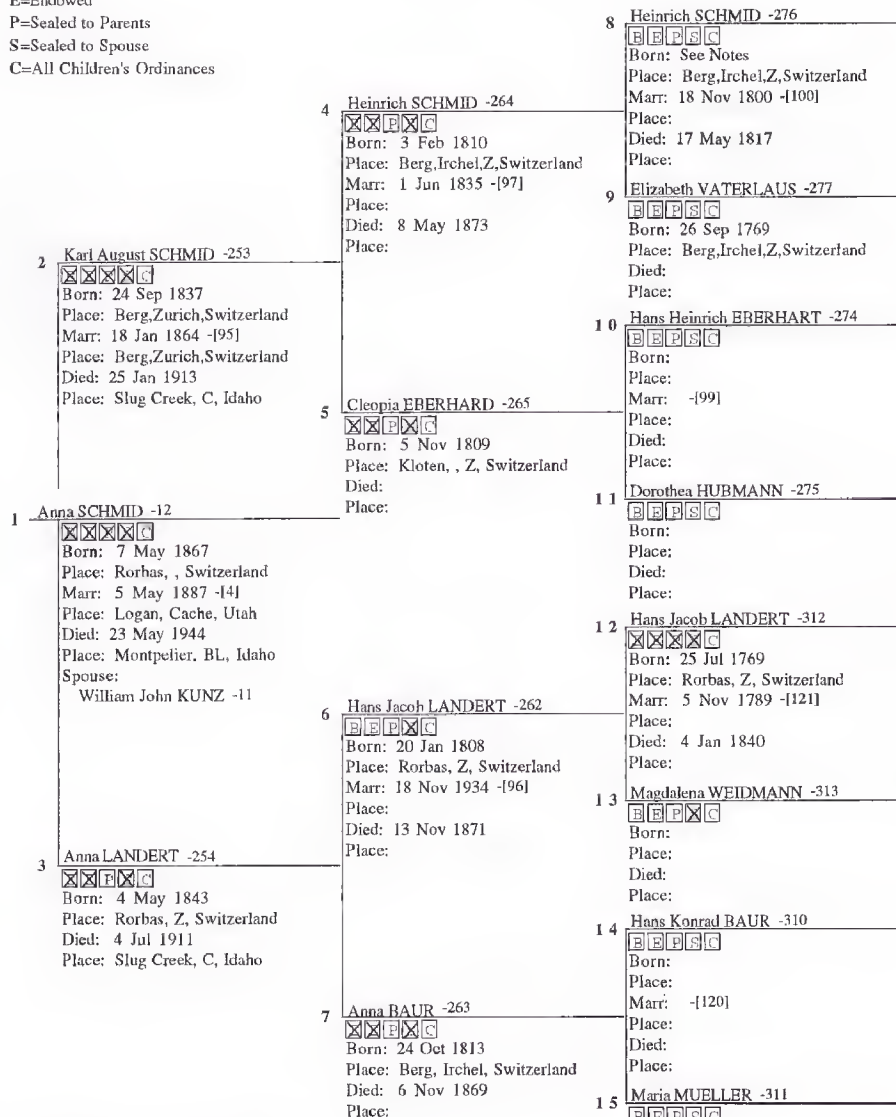 P=Sealed to Parents
S=Sealed to Spouse
C=All Children's Ordinances
1 Anna SCHMID -12
Born: 7 May 1867
Place: Rorhas, , Switzerland
Marr: 5 May 1887 -[4]
Place: Logan, Cache, Utah
Died: 23 May 1944
Place: Montpelier, BL, Idaho
Spouse:
William John KUNZ -11
2 Karl August SCHMID -253
C
Born: 24 Sep 1837
Place: Berg,Zurich,Switzerland
Marr: 18 Jan 1864 -[95]
Place: Berg,Zurich,Switzerland
Died: 25 Jan 1913
Place: Slug Creek, C, Idaho
3 Anna LANDERT -254
P C
Born: 4 May 1843
Place: Rorbas, Z, Switzerland
Died: 4 Jul 1911
Place: Slug Creek, C, Idaho
4 Heinrich SCHMID -264
P C
Born: 3 Feb 1810
Place: Berg,Irchel,Z,Switzerland
Marr: 1 Jun 1835 -[97]
Place:
Died: 8 May 1873
Place:
5 Cleopia EBERHARD -265
P C
Born: 5 Nov 1809
Place: Kloten, , Z, Switzerland
Died:
Place:
6 Hans Jacoh LANDERT -262
B E P C
Born: 20 Jan 1808
Place: Rorbas, Z, Switzerland
Marr: 18 Nov 1934 -[96]
Place:
Died: 13 Nov 1871
Place:
7 Anna BAUR -263
P C
Born: 24 Oct 1813
Place: Berg, Irchel, Switzerland
Died: 6 Nov 1869
Place:
8 Heinrich SCHMID -276
B E P S C
Born: See Notes
Place: Berg,Irchel,Z,Switzerland
Marr: 18 Nov 1800 -[100]
Place:
Died: 17 May 1817
Place:
9 Elizabeth VATERLAUS -277
B E P S C
Born: 26 Sep 1769
Place: Berg,Irchel,Z,Switzerland
Died:
Place:
10 Hans Heinrich EBERHART -274
B E P S C
Born:
Place:
Marr: -[99]
Place:
Died:
Place:
11 Dorothea HUBMANN -275
B E P S C
Born:
Place:
Died:
Place:
12 Hans Jacob LANDERT -312
C
Born: 25 Jul 1769
Place: Rorbas, Z, Switzerland
Marr: 5 Nov 1789 -[121]
Place:
Died: 4 Jan 1840
Place:
13 Magdalena WEIDMANN -313
B E P C
Born:
Place:
Died:
Place:
14 Hans Konrad BAUR -310
B E P S C
Born:
Place:
Marr: -[120]
Place:
Died:
Place:
15 Maria MUELLER -311